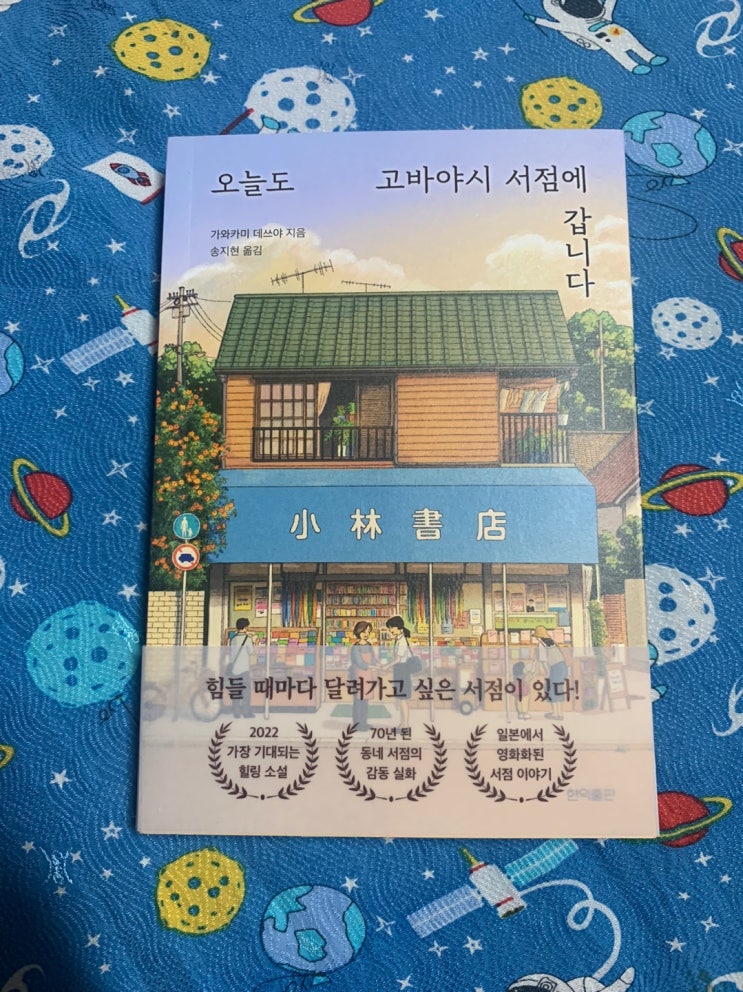 오늘도 고바야시 서점에
갑니다
가와카미 데쓰야 지음
송지현 옮김
小林書店
힘들 때마다 달려가고 싶은 서점이 있다!
2022
가장 기대되는
힐링 소설
70년 된
동네 서점의
감동 실화
일본에서
영화화된
서점 이야기
현익출판